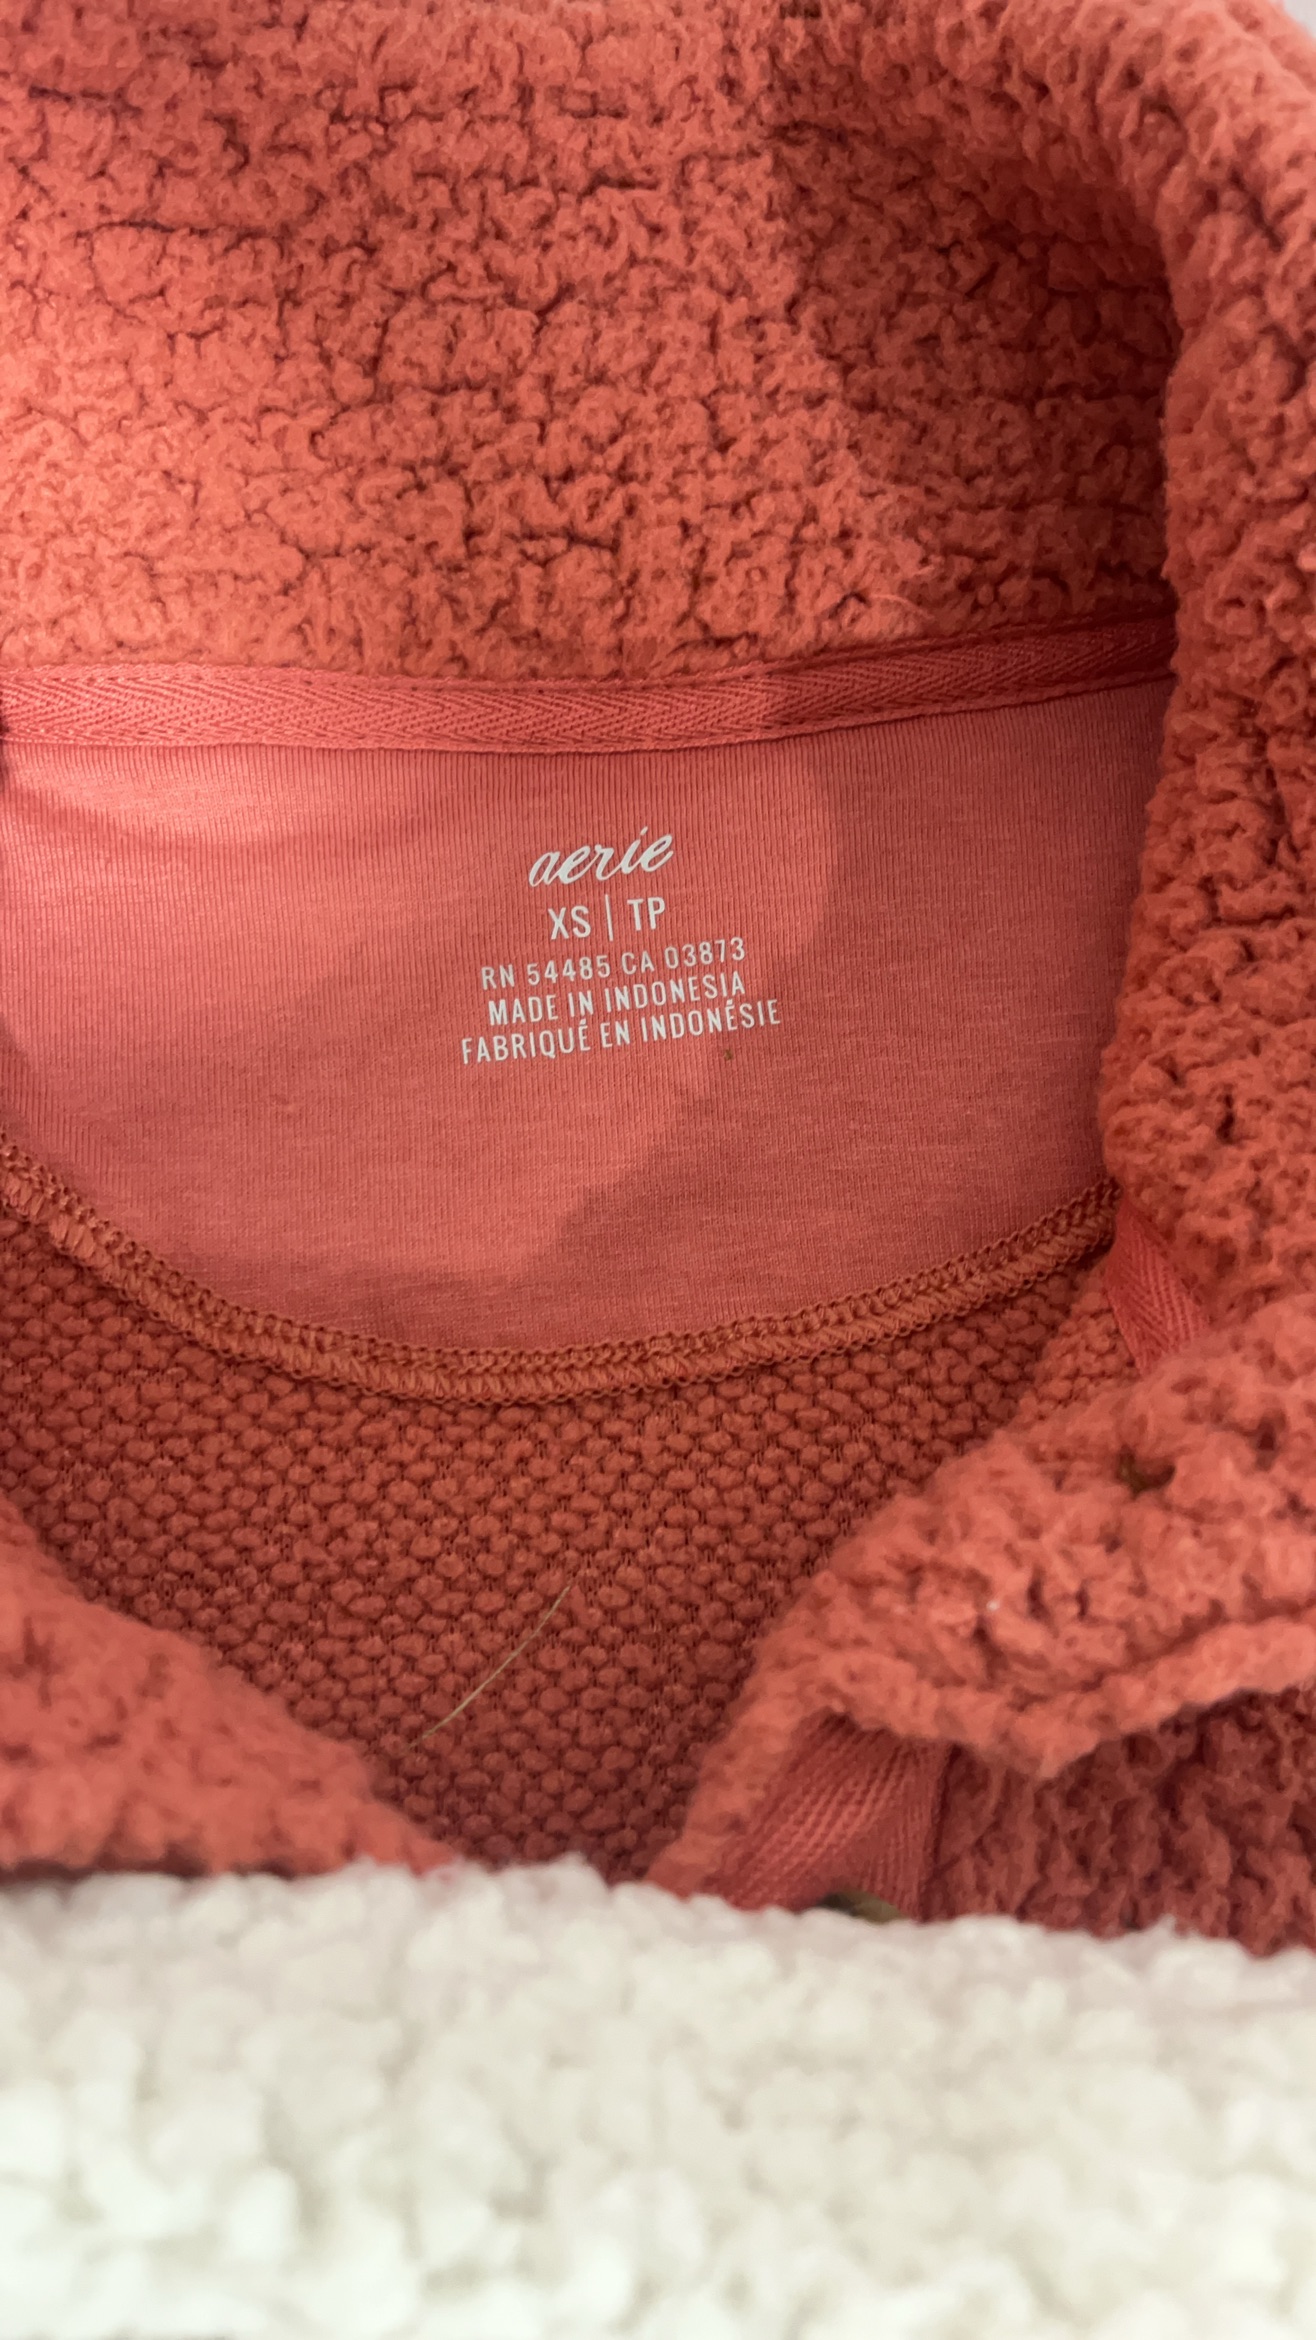 aerie
XS | TP
RN 54485 CA 03873
MADE IN INDONESIA
FABRIQUÉ EN INDONÉSIE